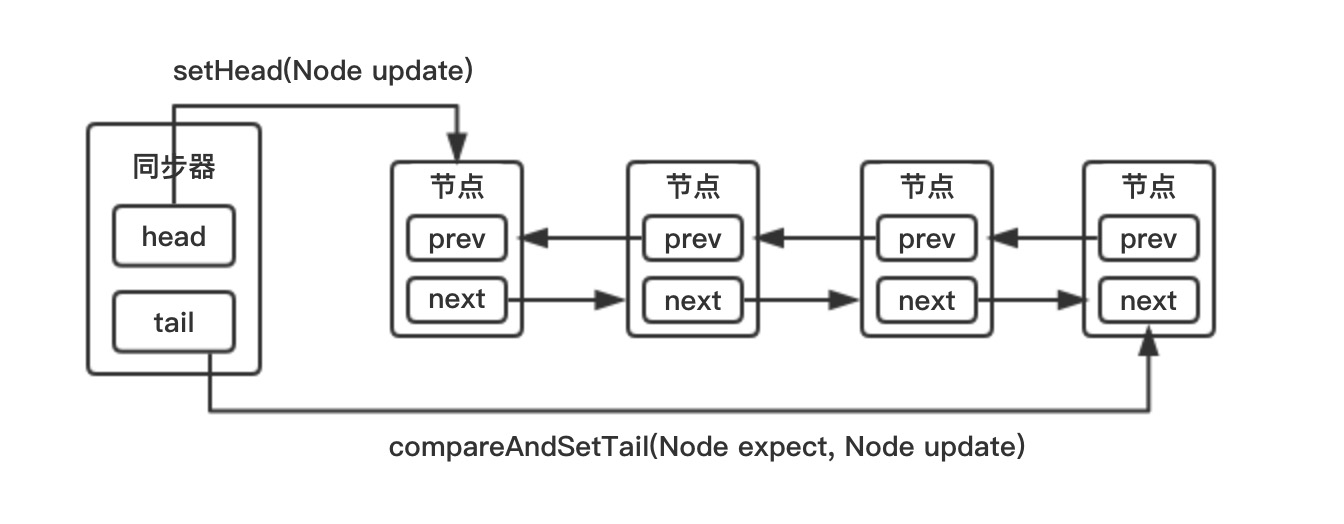 setHead(Node update)
同步器
head
tail
节点
prev
next
节点
prev
next
节点
prev
next
节点
prev
next
compareAndSetTail(Node expect, Node update)